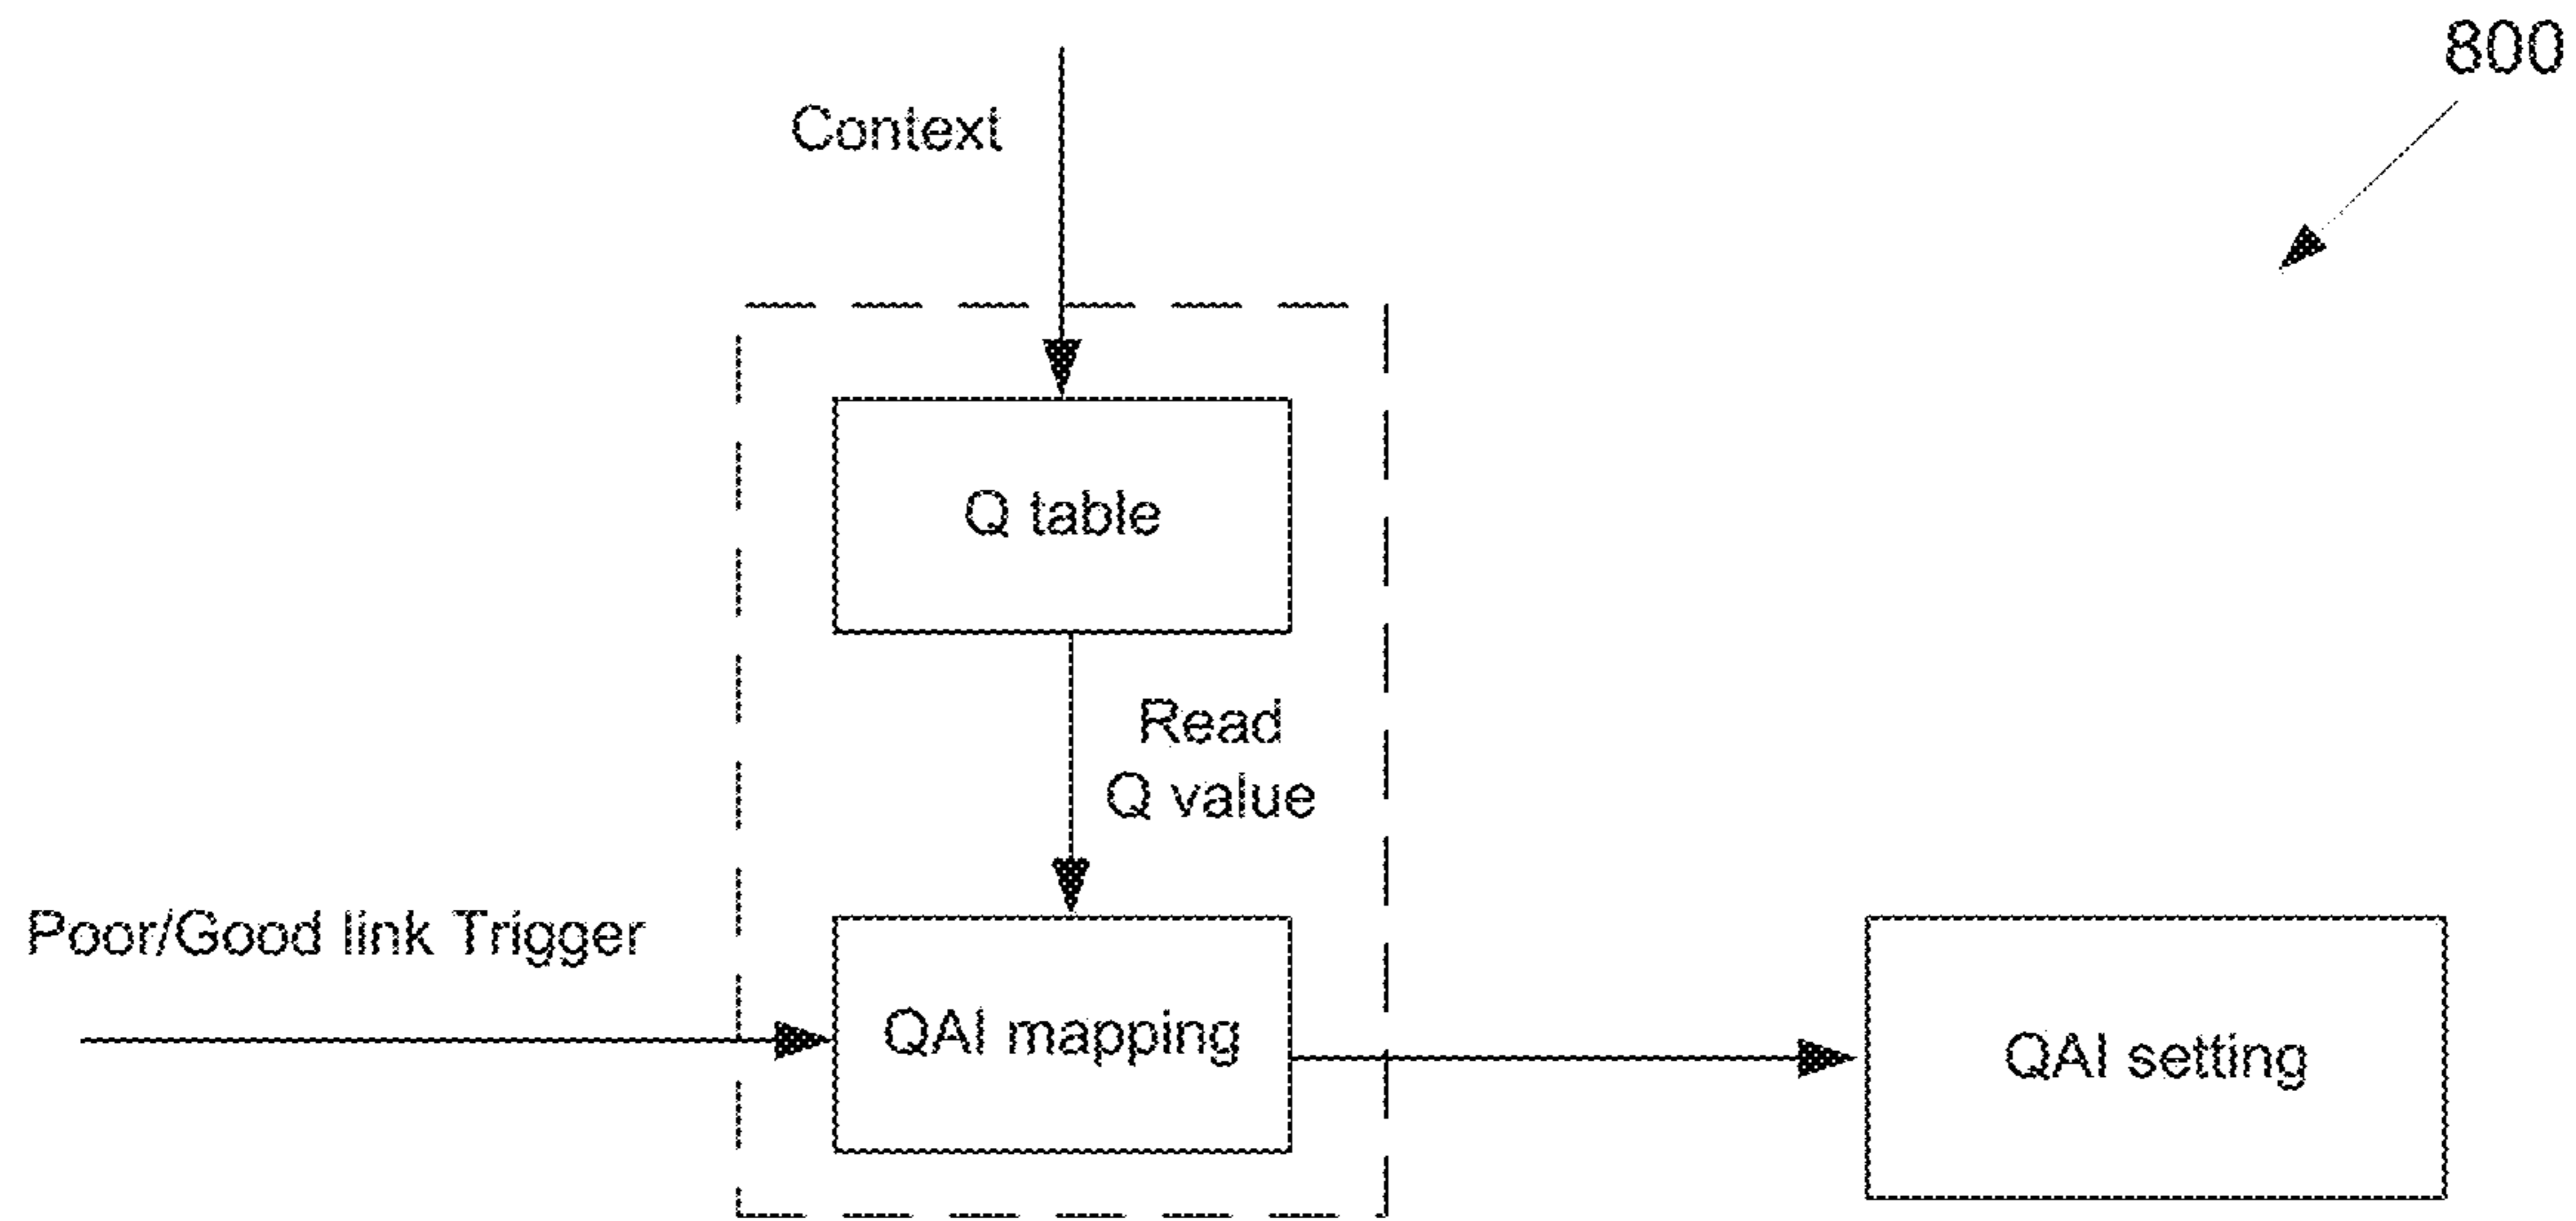 800
Context
Q table
Read
Q value
Poor/Good link Trigger
QAI mapping
QAI setting